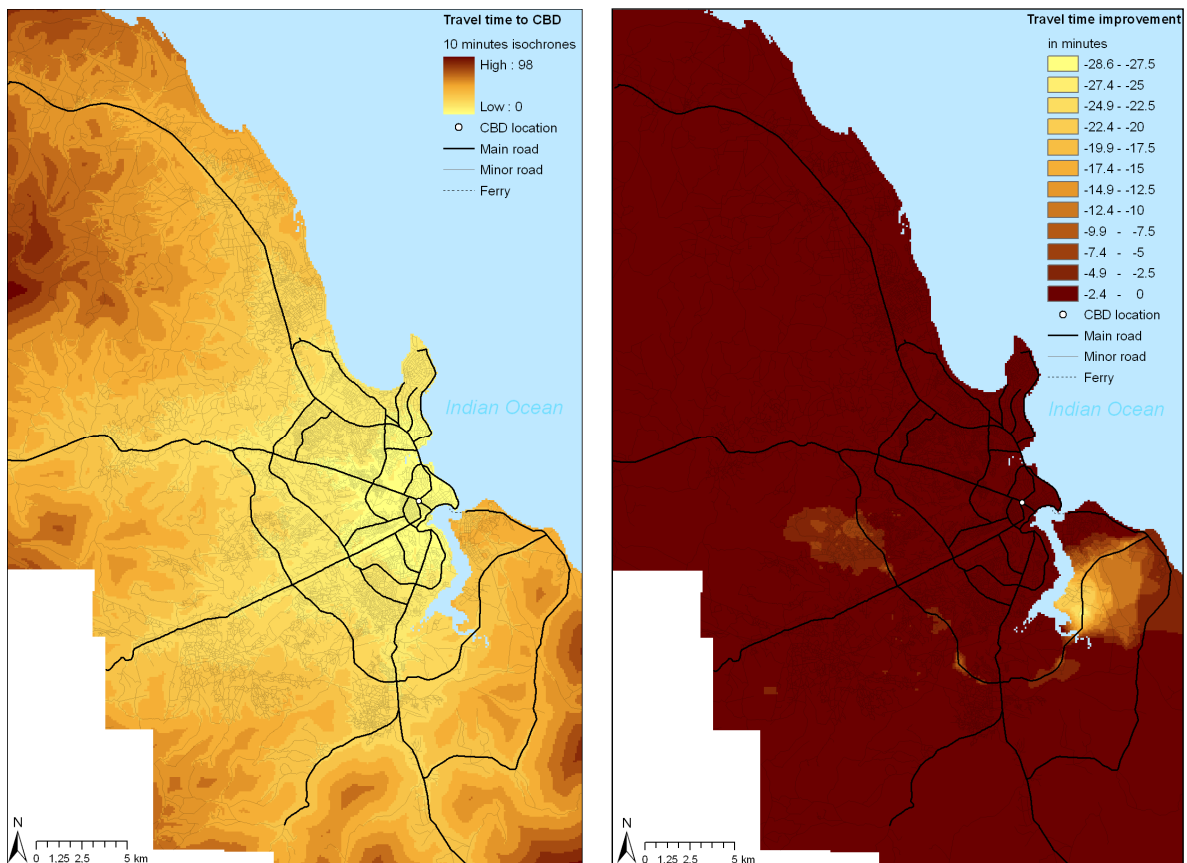 Travel time to CBD
10 minutes isochrones
High : 98
Low : 0
CBD location
Main road
Minor road
Ferry
Indian Ocean
N
0 1.25 2.5 5 km
Travel time improvement
in minutes
-28.6 - -27.5
-27.4 - -25
-24.9 - -22.5
-22.4 - -20
-19.9 - -17.5
-17.4 - -15
-14.9 - -12.5
-12.4 - -10
-9.9 - -7.5
-7.4 - -5
-4.9 - -2.5
-2.4 - 0
CBD location
Main road
Minor road
Ferry
Indian Ocean
N
0 1.25 2.5 5 km